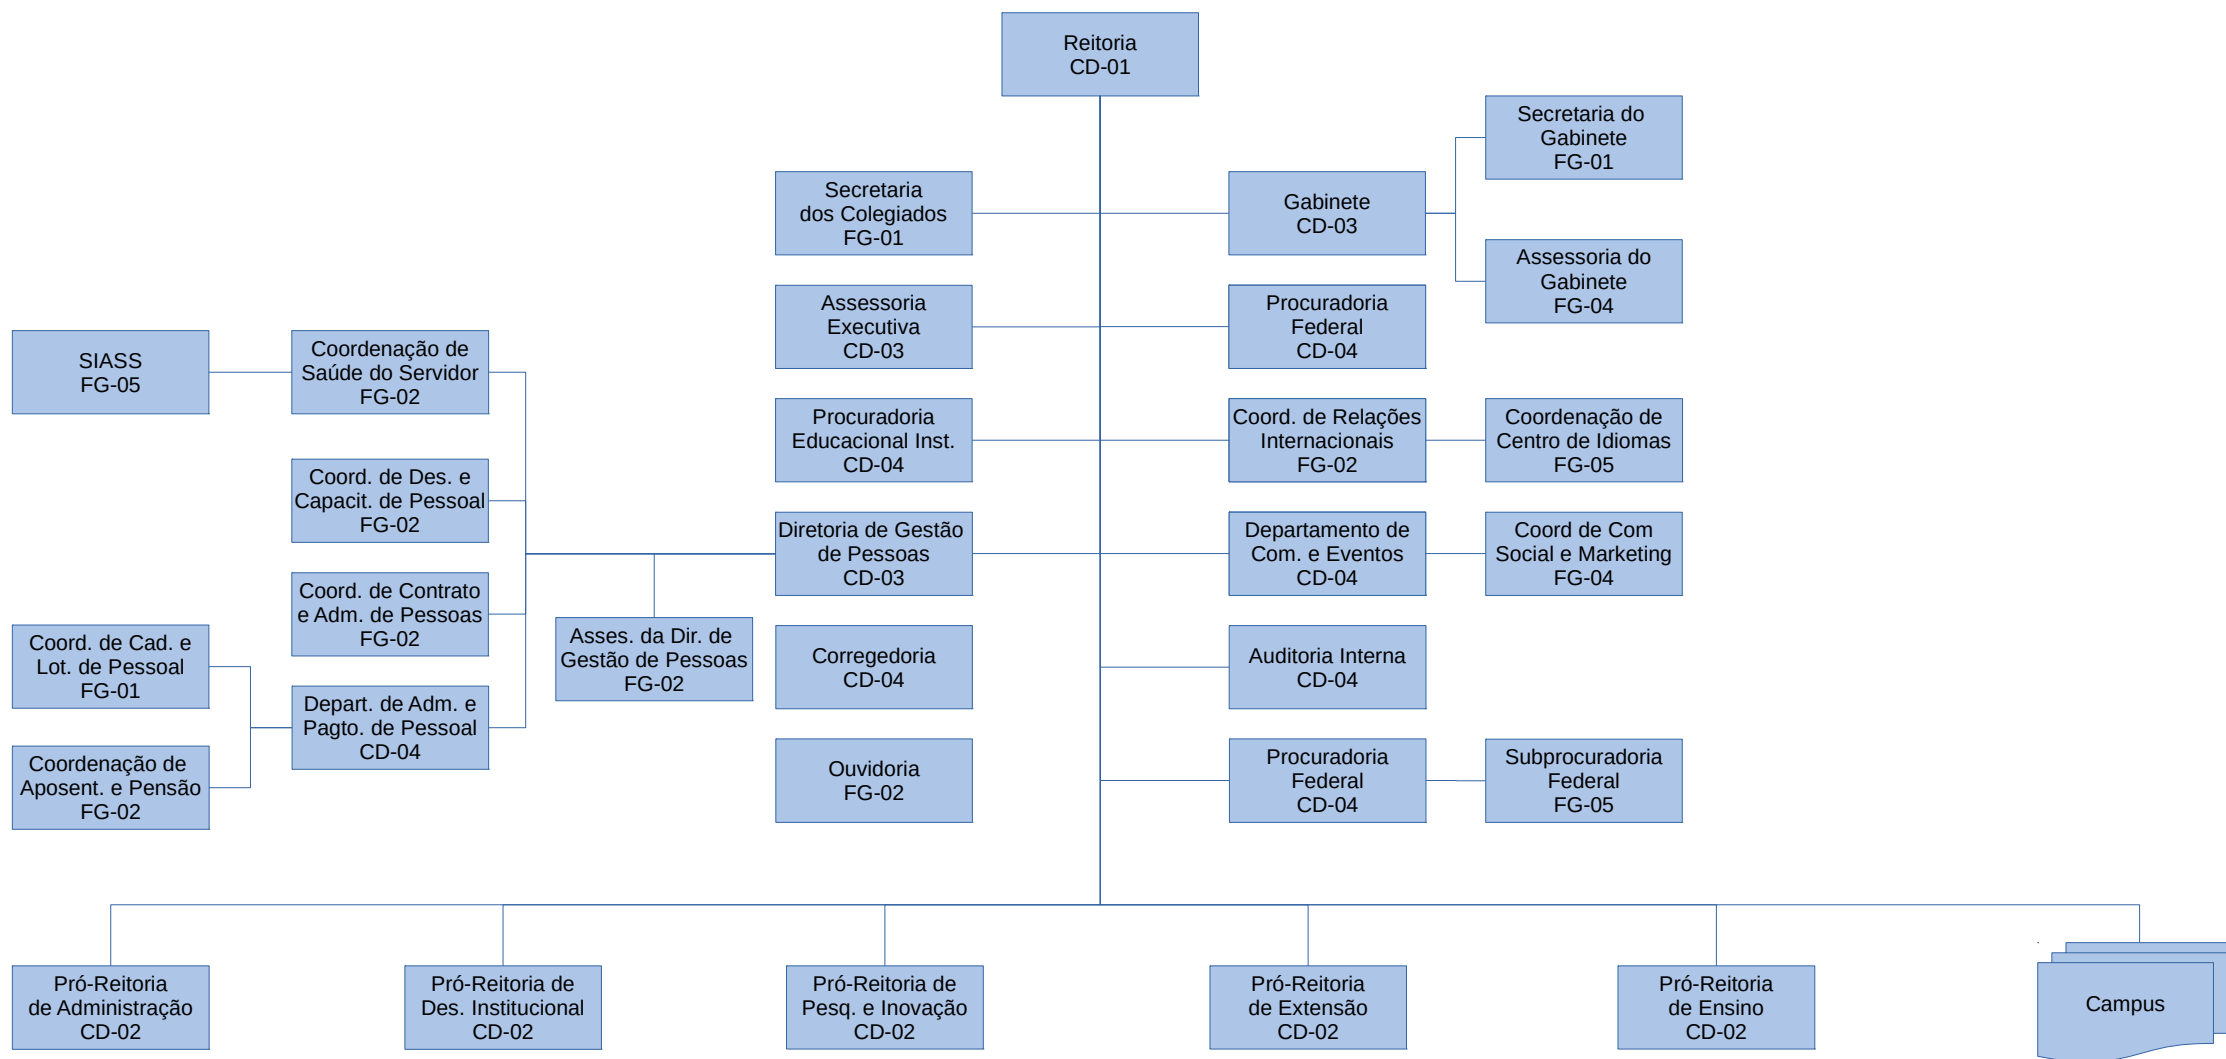 Reitoria
CD-01
Secretaria do
Gabinete
FG-01
Secretaria
dos Colegiados
FG-01
Gabinete
CD-03
Assessoria do
Gabinete
FG-04
Assessoria
Executiva
CD-03
Procuradoria
Federal
CD-04
SIASS
FG-05
Coordenação de
Saúde do Servidor
FG-02
Procuradoria
Educacional Inst.
CD-04
Coord. de Relações
Internacionais
FG-02
Coordenação de
Centro de Idiomas
FG-05
Coord. de Des. e
Capacit. de Pessoal
FG-02
Diretoria de Gestão
de Pessoas
CD-03
Departamento de
Com. e Eventos
CD-04
Coord de Com
Social e Marketing
FG-04
Coord. de Contrato
e Adm. de Pessoas
FG-02
Asses. da Dir. de
Gestão de Pessoas
FG-02
Coord. de Cad. e
Lot. de Pessoal
FG-01
Corregedoria
CD-04
Auditoria Interna
CD-04
Depart. de Adm. e
Pagto. de Pessoal
CD-04
Coordenação de
Aposent. e Pensão
FG-02
Ouvidoria
FG-02
Procuradoria
Federal
CD-04
Subprocuradoria
Federal
FG-05
Pró-Reitoria
de Administração
CD-02
Pró-Reitoria de
Des. Institucional
CD-02
Pró-Reitoria de
Pesq. e Inovação
CD-02
Pró-Reitoria
de Extensão
CD-02
Pró-Reitoria
de Ensino
CD-02
Campus